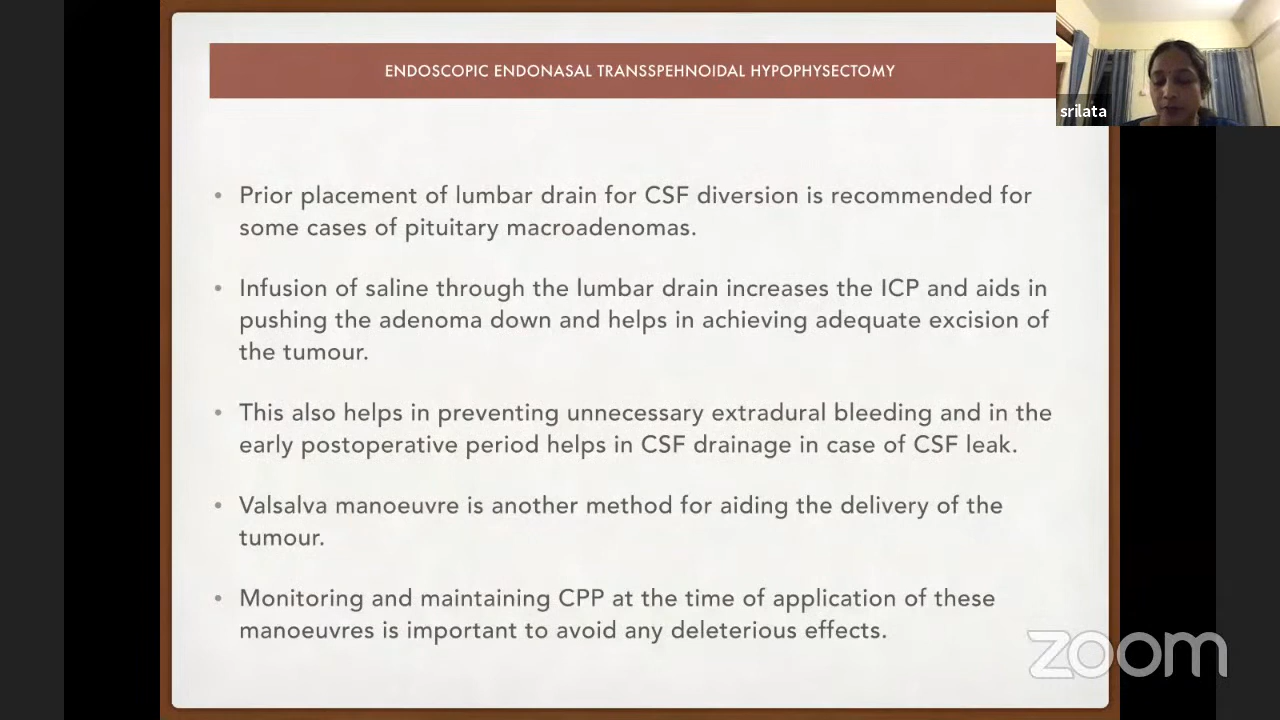 ENDOSCOPIC ENDONASAL TRANSSPEHNOIDAL HYPOPHYSECTOMY
srilata
• Prior placement of lumbar drain for CSF diversion is recommended for
some cases of pituitary macroadenomas.
• Infusion of saline through the lumbar drain increases the ICP and aids in
pushing the adenoma down and helps in achieving adequate excision of
the tumour.
• This also helps in preventing unnecessary extradural bleeding and in the
early postoperative period helps in CSF drainage in case of CSF leak.
• Valsalva manoeuvre is another method for aiding the delivery of the
tumour.
• Monitoring and maintaining CPP at the time of application of these
manoeuvres is important to avoid any deleterious effects.
zoom